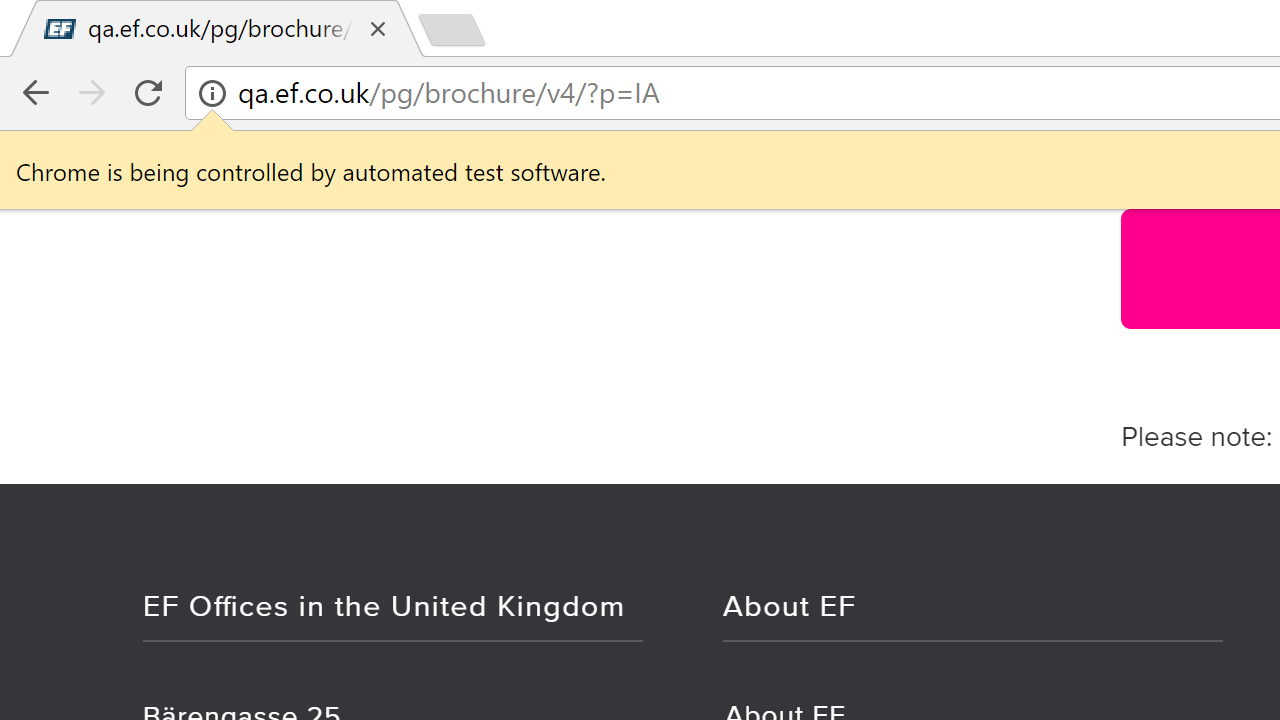 EF qa.ef.co.uk/pg/brochure/
qa.ef.co.uk/pg/brochure/v4/?p=IA
Chrome is being controlled by automated test software.
Please note:
EF Offices in the United Kingdom
About EF
Bärengasse 25
About EF